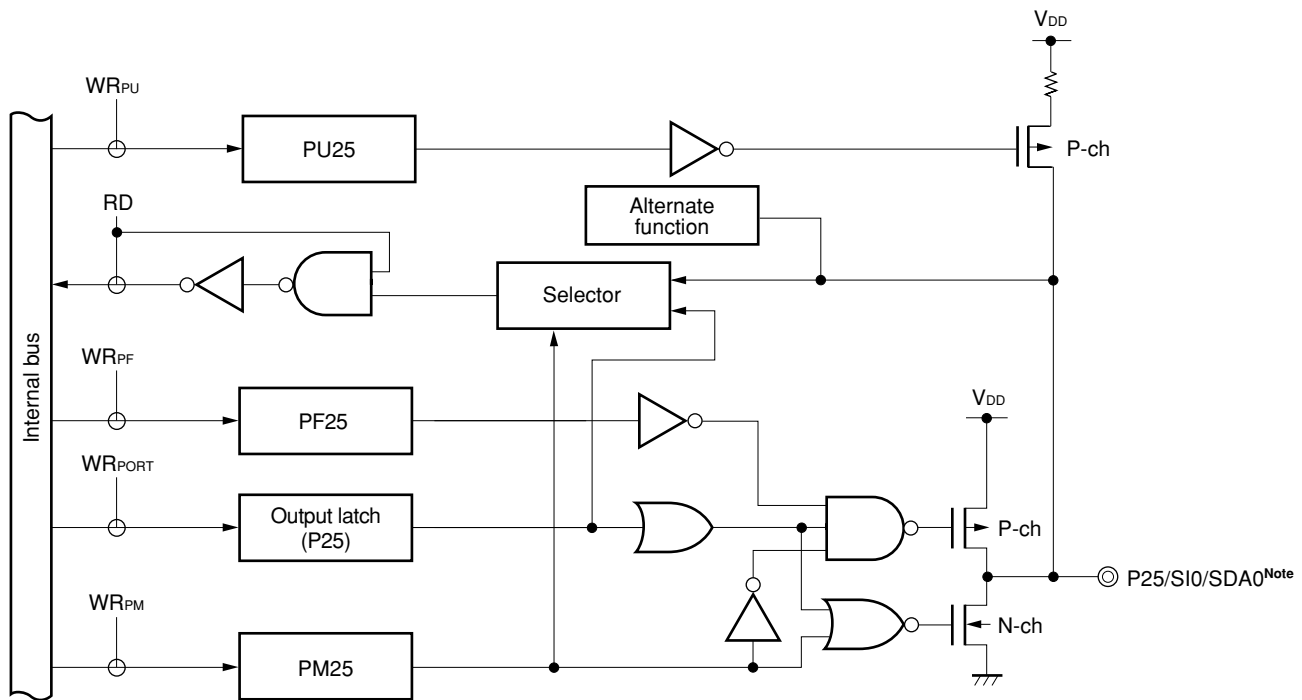 VDD
WRPU
PU25
P-ch
RD
Alternate
function
Selector
Internal bus
WRPF
PF25
VDD
WRPORT
Output latch
(P25)
P-ch
P25/SI0/SDA0Note
WRPM
PM25
N-ch